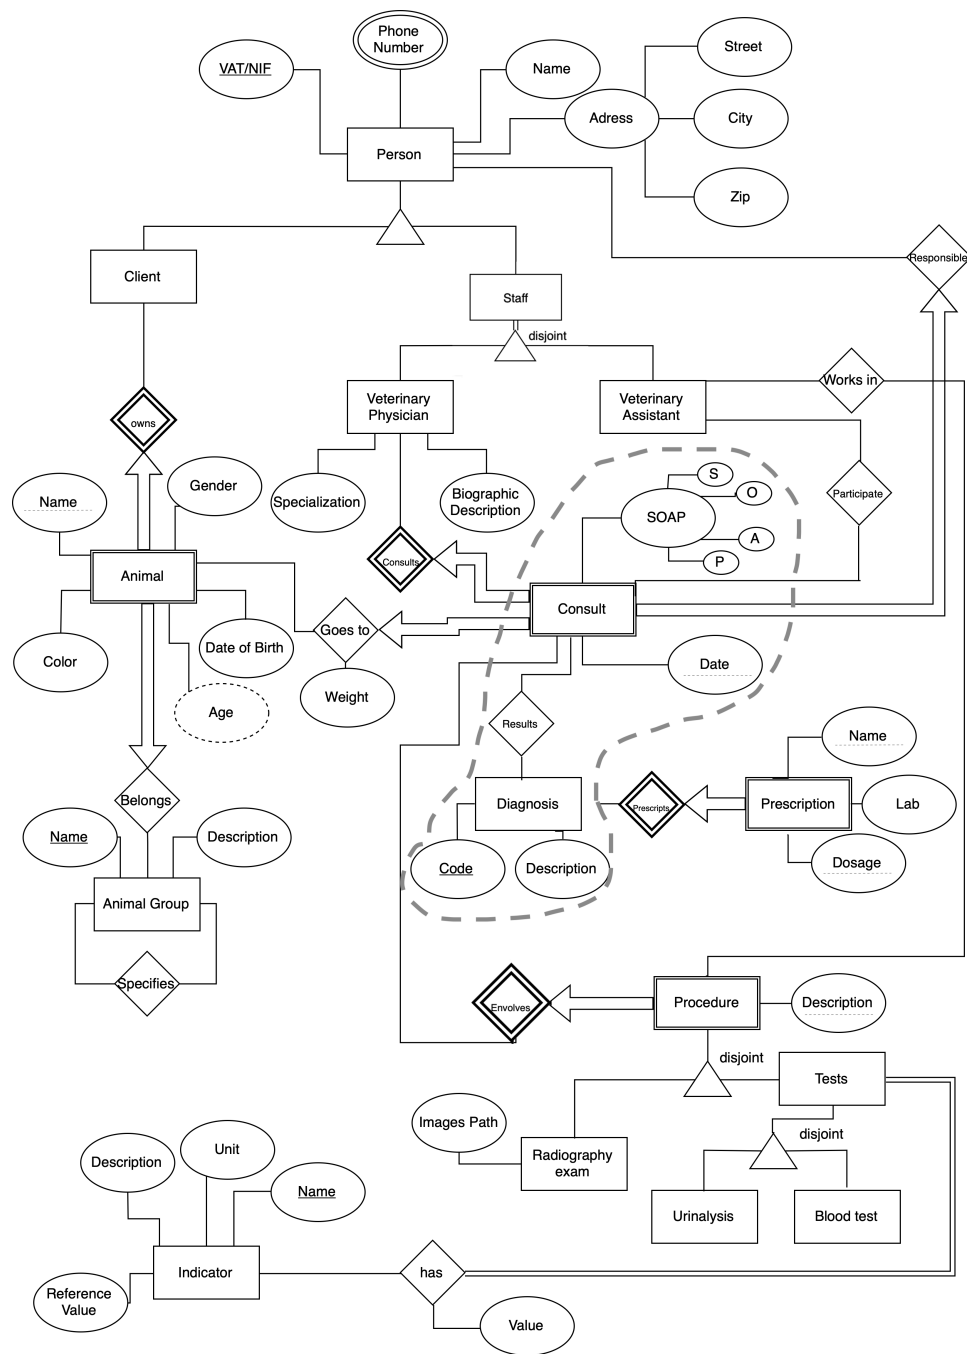 Phone
Number
VAT/NIF
Name
Street
Adress
City
Person
Zip
Client
Responsible
Staff
disjoint
Works in
Veterinary
Physician
Veterinary
Assistant
owns
Gender
Name
Specialization
Biographic
Description
S
O
SOAP
A
P
Participate
Consults
Animal
Consult
Goes to
Date of Birth
Color
Age
Weight
Date
Results
Name
Belongs
Diagnosis
Prescripts
Prescription
Lab
Name
Description
Code
Description
Dosage
Animal Group
Specifies
Envolves
Procedure
Description
disjoint
Tests
Images Path
Radiography
exam
disjoint
Urinalysis
Blood test
Description
Unit
Name
Indicator
has
Reference
Value
Value